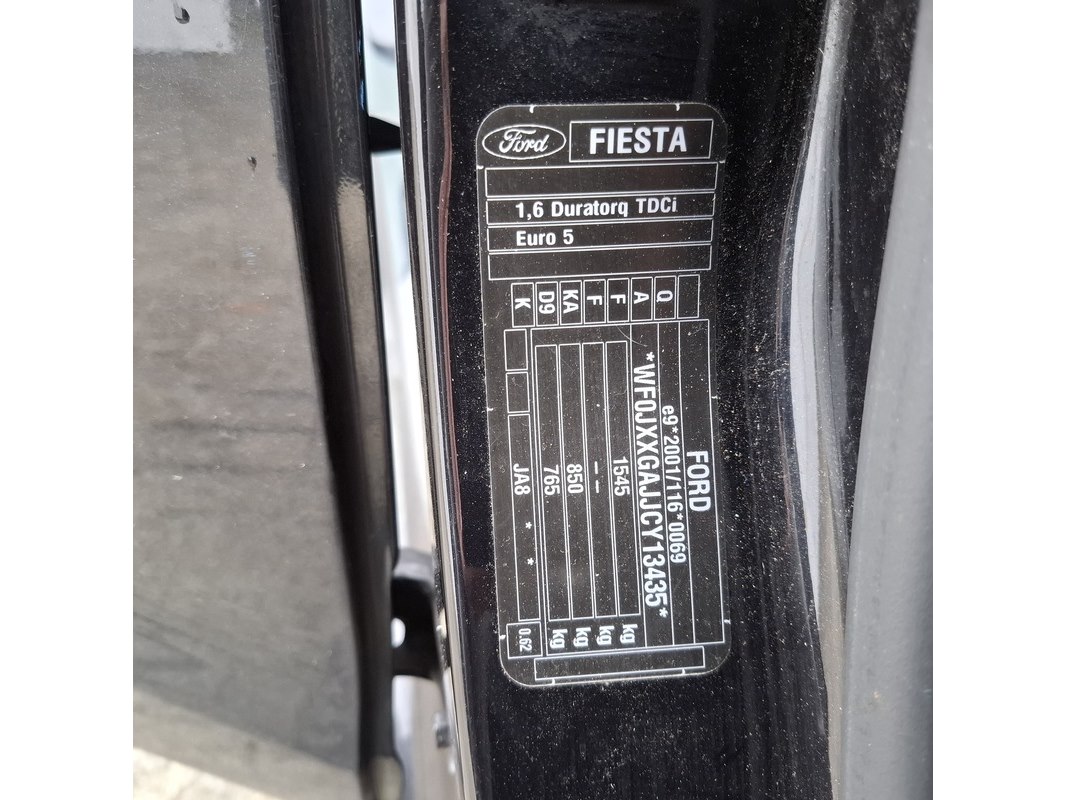 Ford
FIESTA
1,6 Duratorq TDCi
Euro 5
Q
A
F
F
KA
D9
K
FORD
e9*2001/116*0069
*WF0JXXGAJJCY13435*
1545 kg
-- kg
850 kg
765 kg
JA8 * * 0.62